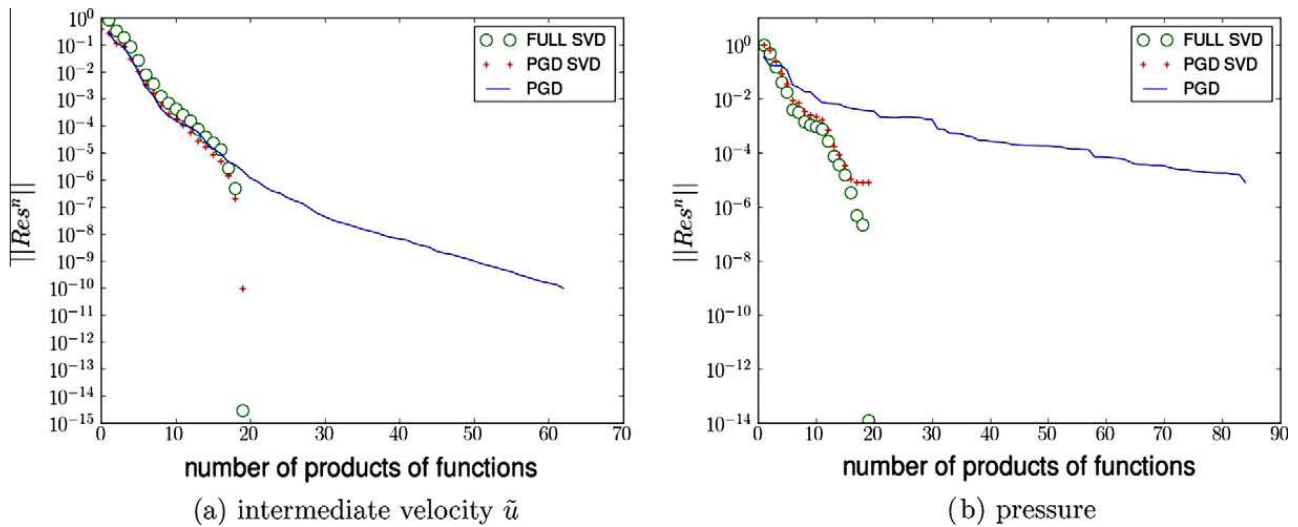 10^0
10^-1
10^-2
10^-3
10^-4
10^-5
10^-6
10^-7
10^-8
10^-9
10^-10
10^-11
10^-12
10^-13
10^-14
10^-15
||Res^n||
FULL SVD
PGD SVD
PGD
0 10 20 30 40 50 60 70
number of products of functions
(a) intermediate velocity ũ
10^0
10^-2
10^-4
10^-6
10^-8
10^-10
10^-12
10^-14
||Res^n||
FULL SVD
PGD SVD
PGD
0 10 20 30 40 50 60 70 80 90
number of products of functions
(b) pressure